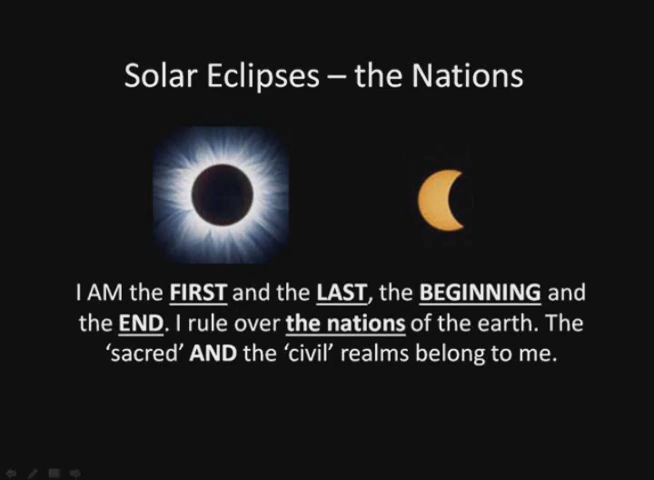 Solar Eclipses – the Nations
I AM the FIRST and the LAST, the BEGINNING and
the END. I rule over the nations of the earth. The
‘sacred’ AND the ‘civil’ realms belong to me.